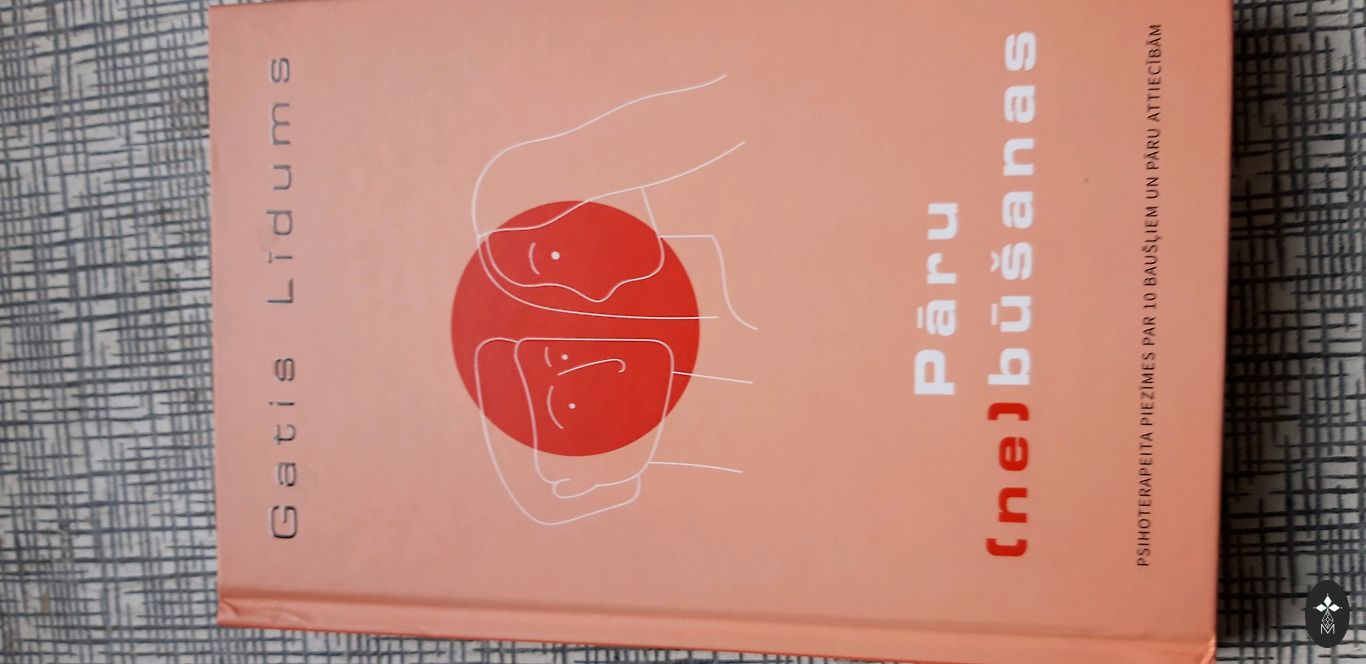 Gatis Līdums
Pāru
(ne)būšanas
PSIHOTERAPEITA PIEZĪMES PAR 10 BAUŠĻIEM UN PĀRU ATTIECĪBĀM
M